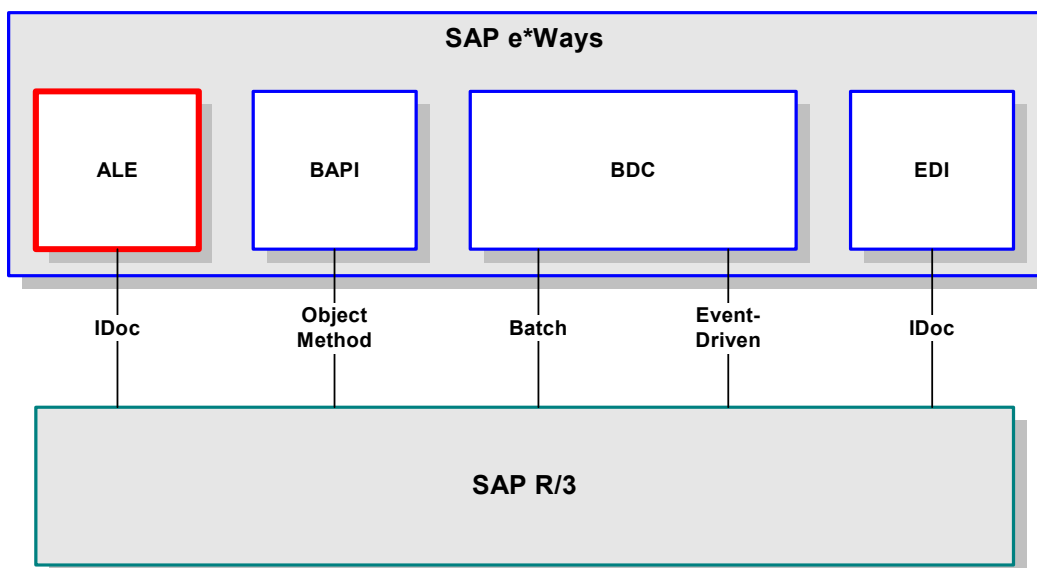 SAP e*Ways
ALE
BAPI
BDC
EDI
IDoc
Object
Method
Batch
Event-
Driven
IDoc
SAP R/3